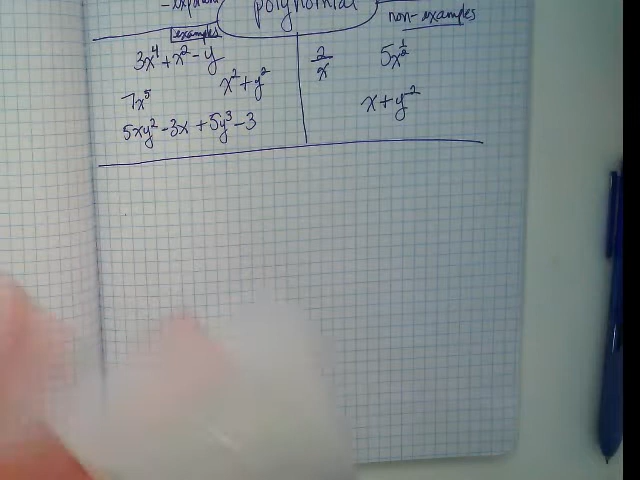 polynomial
examples
non-examples
3x⁴ + x² - y
x² + y²
7x⁵
5xy² - 3x + 5y³ - 3
2/x
5x^½
x + y⁻²